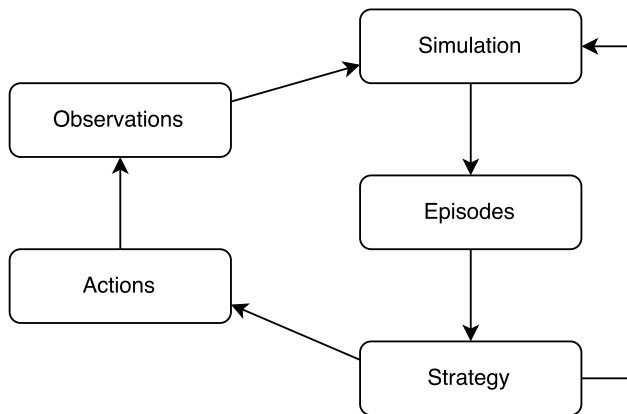 Simulation
Observations
Episodes
Actions
Strategy